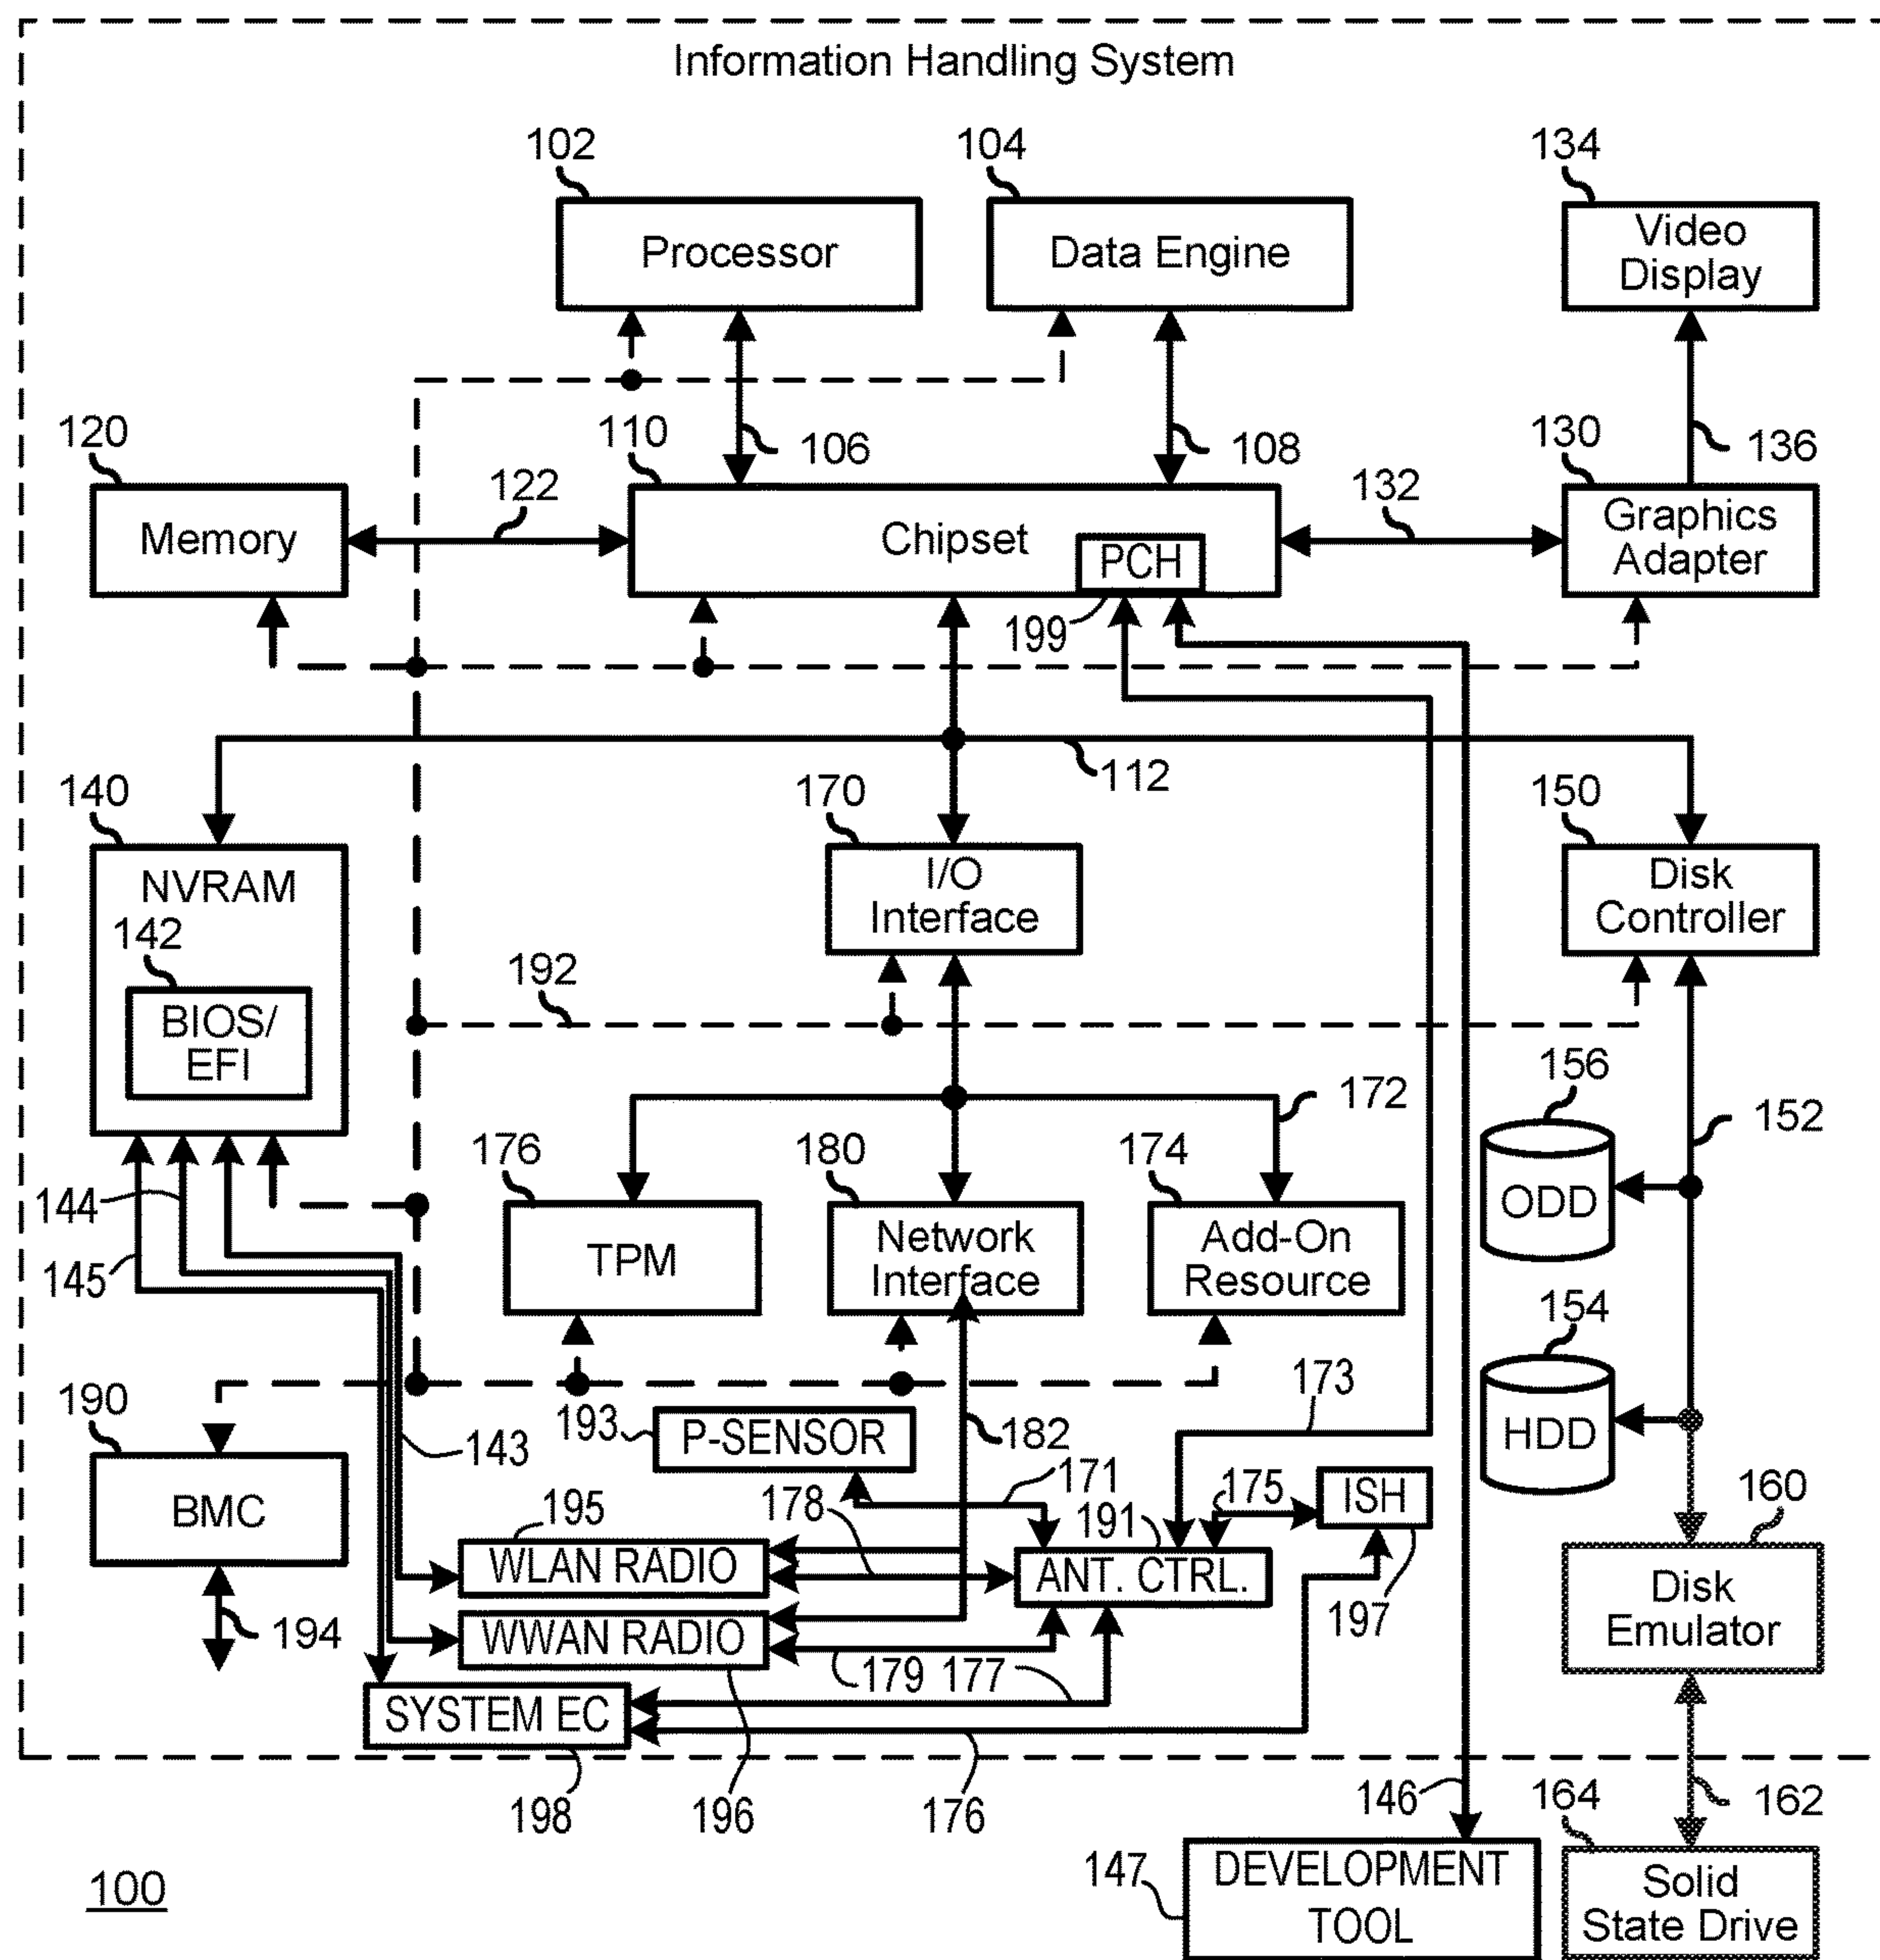 Information Handling System
102
104
134
Processor
Data Engine
Video
Display
120
110
106
108
130
136
122
132
Memory
Chipset
PCH
Graphics
Adapter
199
112
140
170
150
NVRAM
I/O
Interface
Disk
Controller
142
BIOS/
EFI
192
156
172
152
176
180
174
144
ODD
TPM
Network
Interface
Add-On
Resource
145
154
190
193
P-SENSOR
173
143
182
HDD
171
175
ISH
BMC
195
178
191
160
WLAN RADIO
ANT. CTRL.
Disk
Emulator
194
WWAN RADIO
197
179
177
SYSTEM EC
198
196
176
146
164
162
147
DEVELOPMENT
TOOL
Solid
State Drive
100